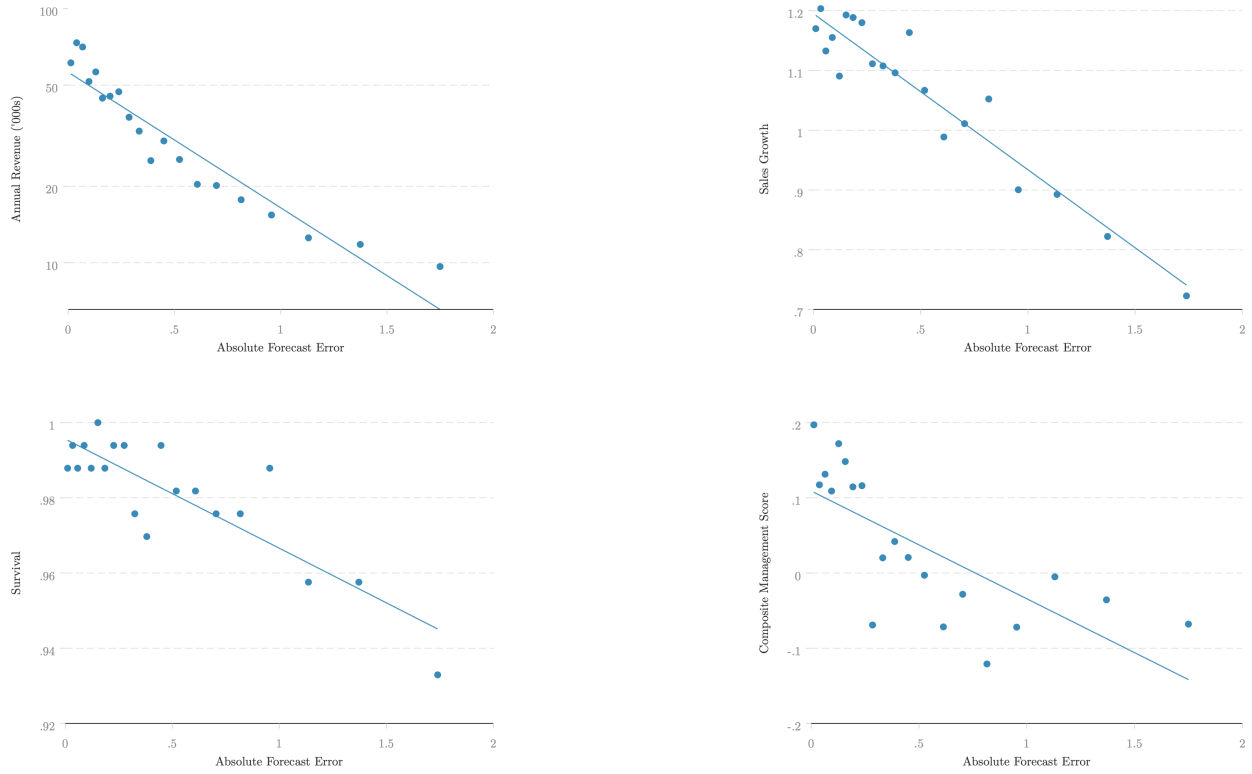 Annual Revenue ('000s)
100
50
20
10
0 .5 1 1.5 2
Absolute Forecast Error
Sales Growth
1.2
1.1
1
.9
.8
.7
0 .5 1 1.5 2
Absolute Forecast Error
Survival
1
.98
.96
.94
.92
0 .5 1 1.5 2
Absolute Forecast Error
Composite Management Score
.2
.1
0
-.1
-.2
0 .5 1 1.5 2
Absolute Forecast Error